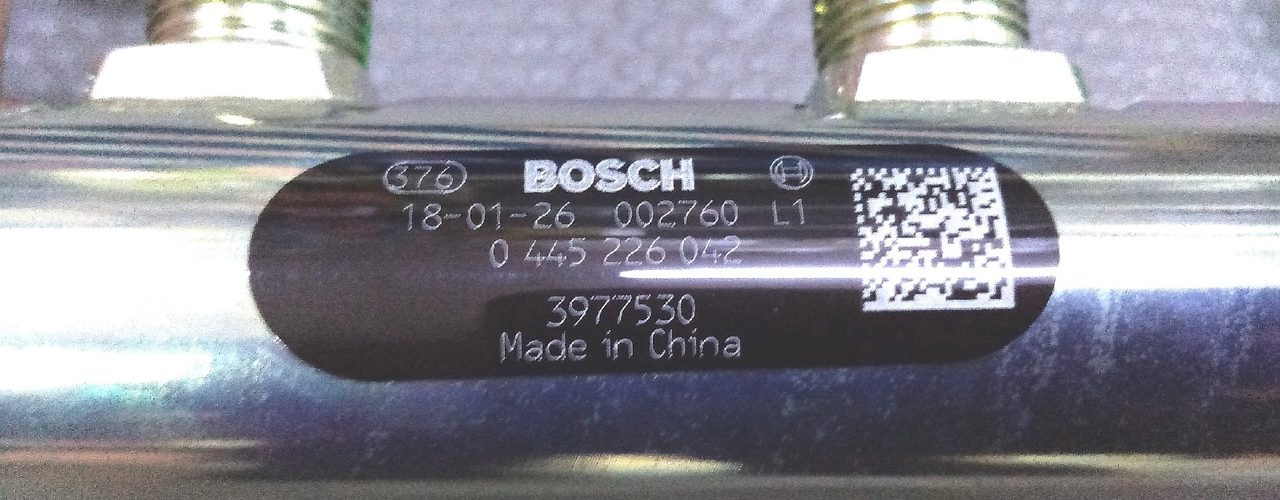 376 BOSCH
18-01-26 002760 L1
0 445 226 042
3977530
Made in China